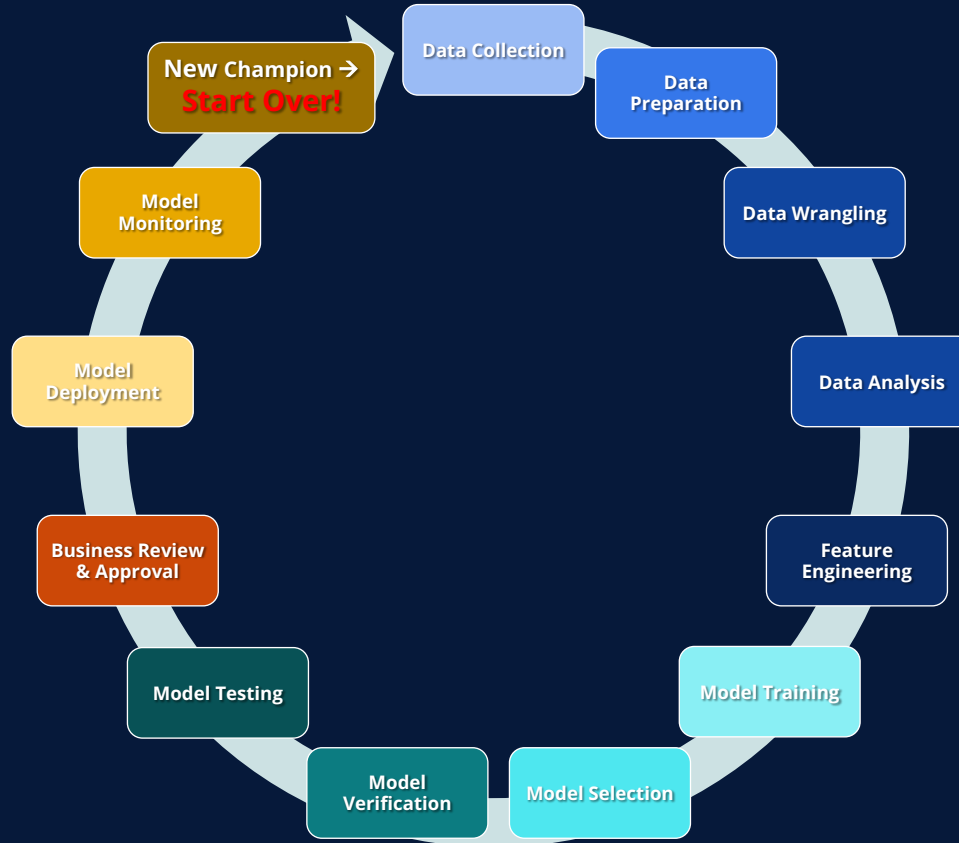 Data Collection
Data
Preparation
Data Wrangling
Data Analysis
Feature
Engineering
Model Training
Model Selection
Model
Verification
Model Testing
Business Review
& Approval
Model
Deployment
Model
Monitoring
New Champion →
Start Over!